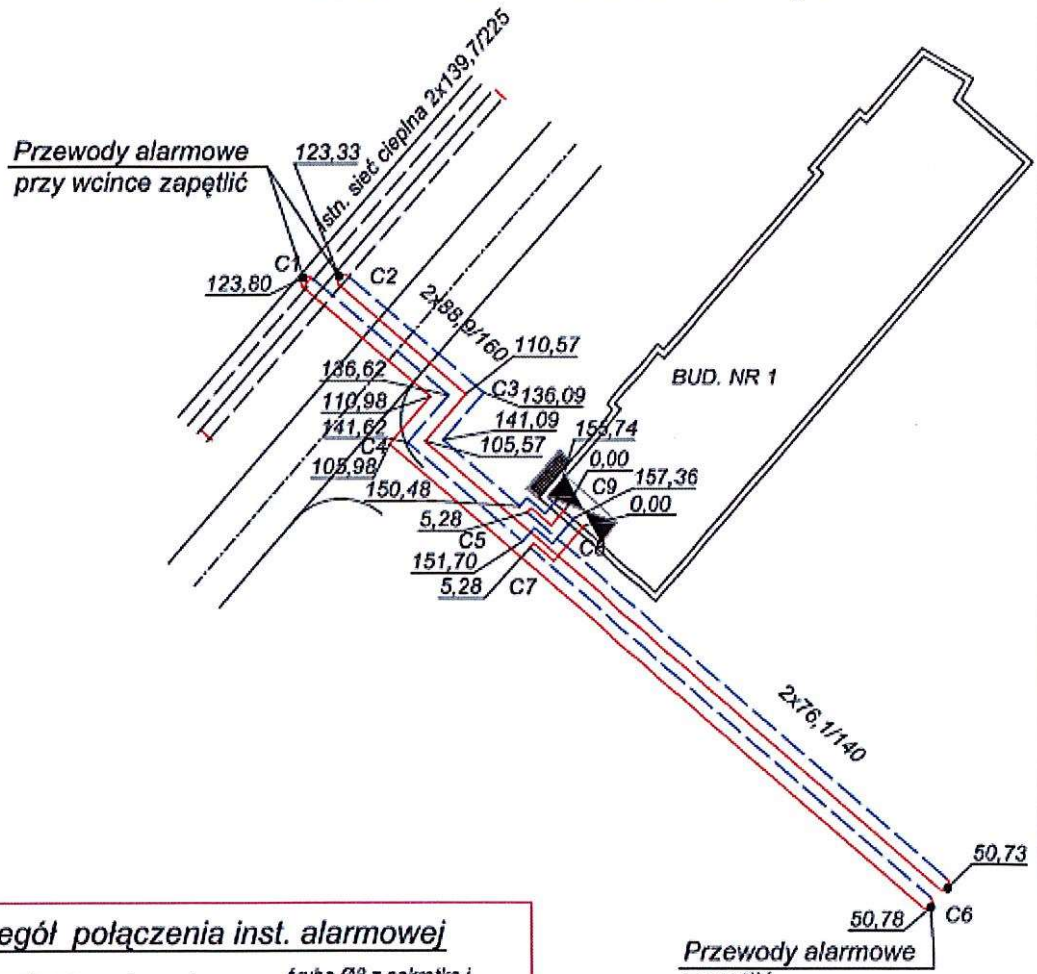 Istn. sieć cieplna 2x139,7/225
Przewody alarmowe
przy wcince zapętlić
123,33
C1
C2
123,80
2x88,9/160
110,57
136,62
C3
136,09
110,98
141,62
141,09
C4
105,57
105,98
BUD. NR 1
155,74
0,00
C9
157,36
0,00
150,48
5,28
C5
151,70
5,28
C7
2x76,1/140
50,73
50,78
C6
Przewody alarmowe
egół połączenia inst. alarmowej